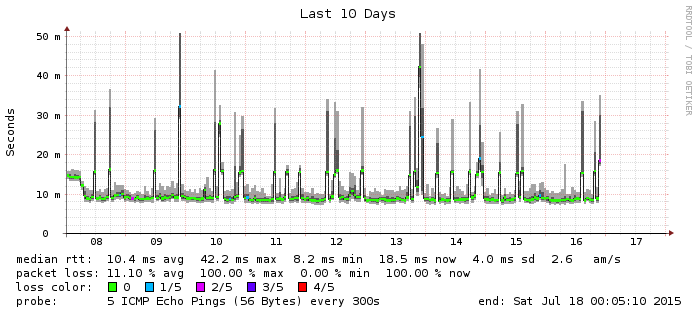 Last 10 Days
RRDTOOL / TOBI OETIKER
Seconds
50 m
40 m
30 m
20 m
10 m
0
08 09 10 11 12 13 14 15 16 17
median rtt: 10.4 ms avg 42.2 ms max 8.2 ms min 18.5 ms now 4.0 ms sd 2.6 am/s
packet loss: 11.10 % avg 100.00 % max 0.00 % min 100.00 % now
loss color: 0 1/5 2/5 3/5 4/5
probe: 5 ICMP Echo Pings (56 Bytes) every 300s end: Sat Jul 18 00:05:10 2015